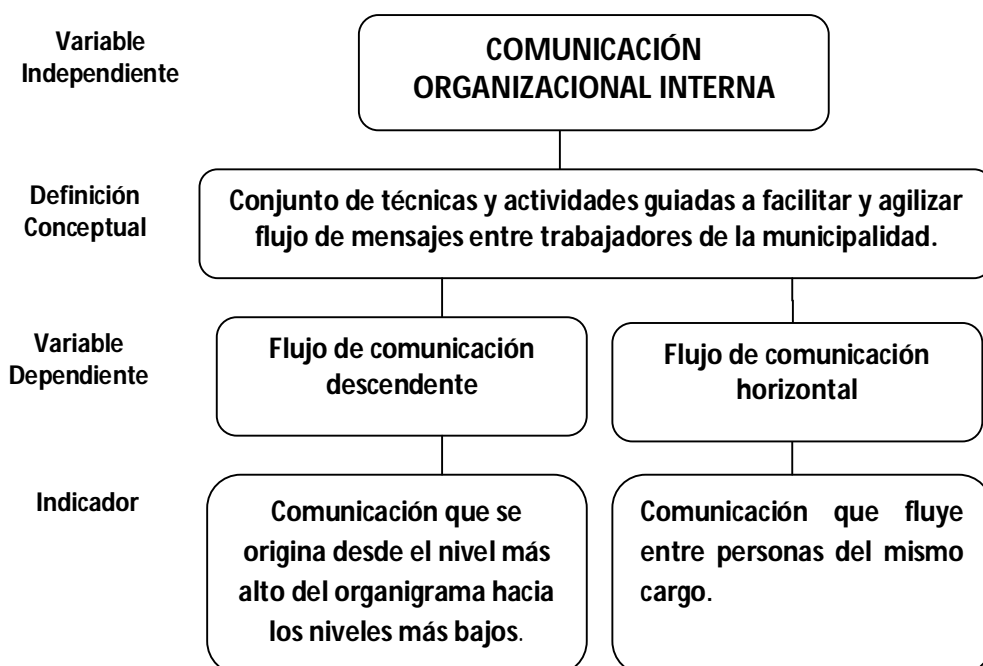 Variable
Independiente
COMUNICACIÓN
ORGANIZACIONAL INTERNA
Definición
Conceptual
Conjunto de técnicas y actividades guiadas a facilitar y agilizar
flujo de mensajes entre trabajadores de la municipalidad.
Variable
Dependiente
Flujo de comunicación
descendente
Flujo de comunicación
horizontal
Indicador
Comunicación que se
origina desde el nivel más
alto del organigrama hacia
los niveles más bajos.
Comunicación que fluye
entre personas del mismo
cargo.